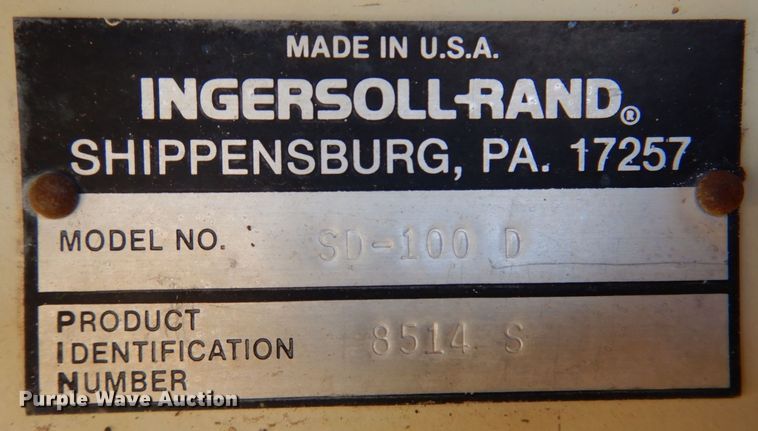 MADE IN U.S.A.
INGERSOLL-RAND®
SHIPPENSBURG, PA. 17257
MODEL NO. SD-100 D
PRODUCT
IDENTIFICATION 8514 S
NUMBER
Purple Wave Auction